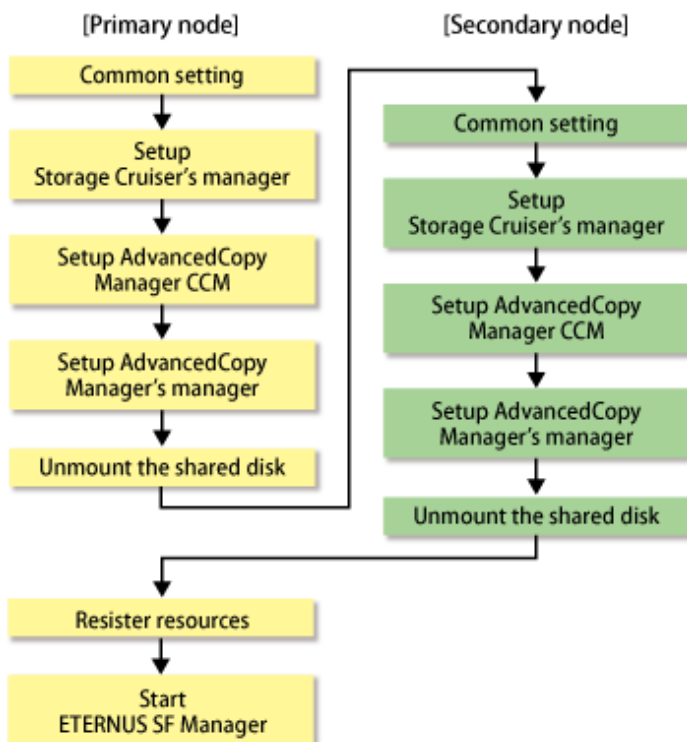 [Primary node]
Common setting
Setup
Storage Cruiser's manager
Setup AdvancedCopy
Manager CCM
Setup AdvancedCopy
Manager's manager
Unmount the shared disk
[Secondary node]
Common setting
Setup
Storage Cruiser's manager
Setup AdvancedCopy
Manager CCM
Setup AdvancedCopy
Manager's manager
Unmount the shared disk
Resister resources
Start
ETERNUS SF Manager